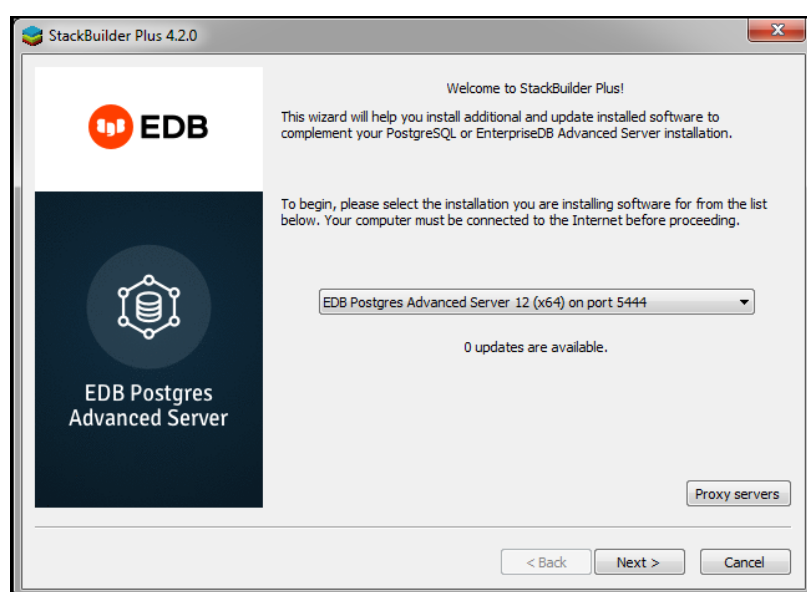 StackBuilder Plus 4.2.0
EDB
Welcome to StackBuilder Plus!
This wizard will help you install additional and update installed software to
complement your PostgreSQL or EnterpriseDB Advanced Server installation.
To begin, please select the installation you are installing software for from the list
below. Your computer must be connected to the Internet before proceeding.
EDB Postgres Advanced Server 12 (x64) on port 5444
0 updates are available.
EDB Postgres
Advanced Server
Proxy servers
< Back
Next >
Cancel